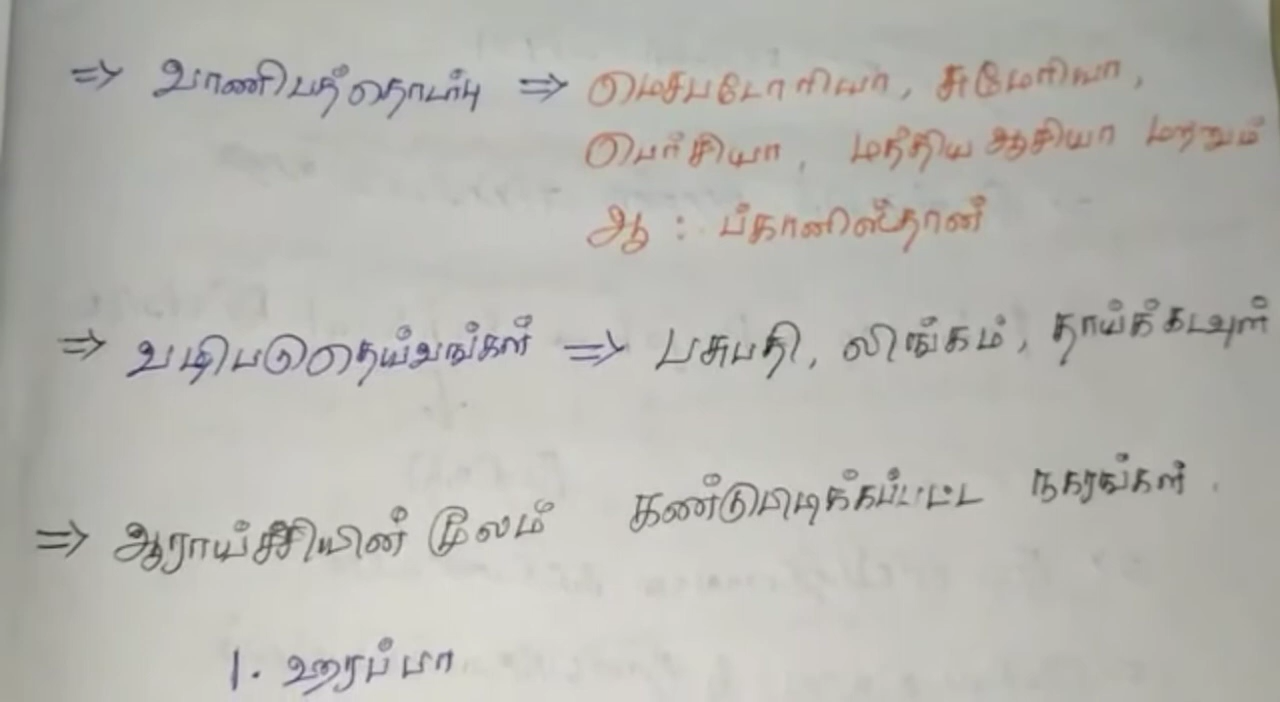 ⇒ வாணிபத்தொடர்பு ⇒ மெசபடோமியா, சுமேரியா,
பெர்சியா, மத்திய ஆசியா மற்றும்
ஆ : ப்கானிஸ்தான்
⇒ வழிபடுதெய்வங்கள் ⇒ பசுபதி, லிங்கம், தாய்க்கடவுள்
⇒ ஆராய்ச்சியின் மூலம் கண்டுபிடிக்கப்பட்ட நகரங்கள்.
1. ஹரப்பா